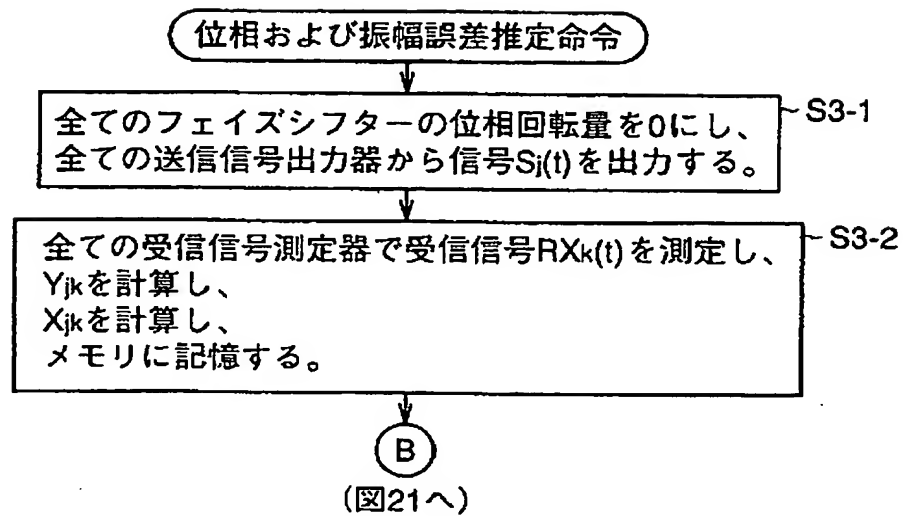 位相および振幅誤差推定命令
全てのフェイズシフターの位相回転量を0にし、
全ての送信信号出力器から信号Sj(t)を出力する。
S3-1
全ての受信信号測定器で受信信号RXk(t)を測定し、
Yjkを計算し、
Xjkを計算し、
メモリに記憶する。
S3-2
B
(図21へ)